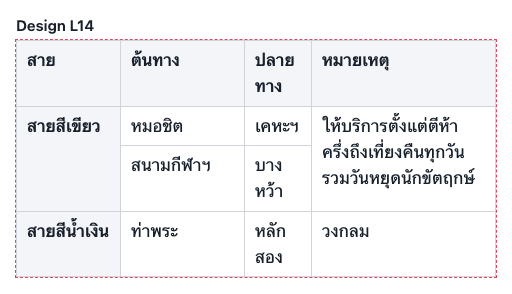 Design L14
สาย ต้นทาง ปลาย
ทาง หมายเหตุ
สายสีเขียว หมอชิต เคหะฯ ให้บริการตั้งแต่ตีห้า
ครึ่งถึงเที่ยงคืนทุกวัน
รวมวันหยุดนักขัตฤกษ์
สนามกีฬาฯ บาง
หว้า
สายสีน้ำเงิน ท่าพระ หลัก
สอง วงกลม